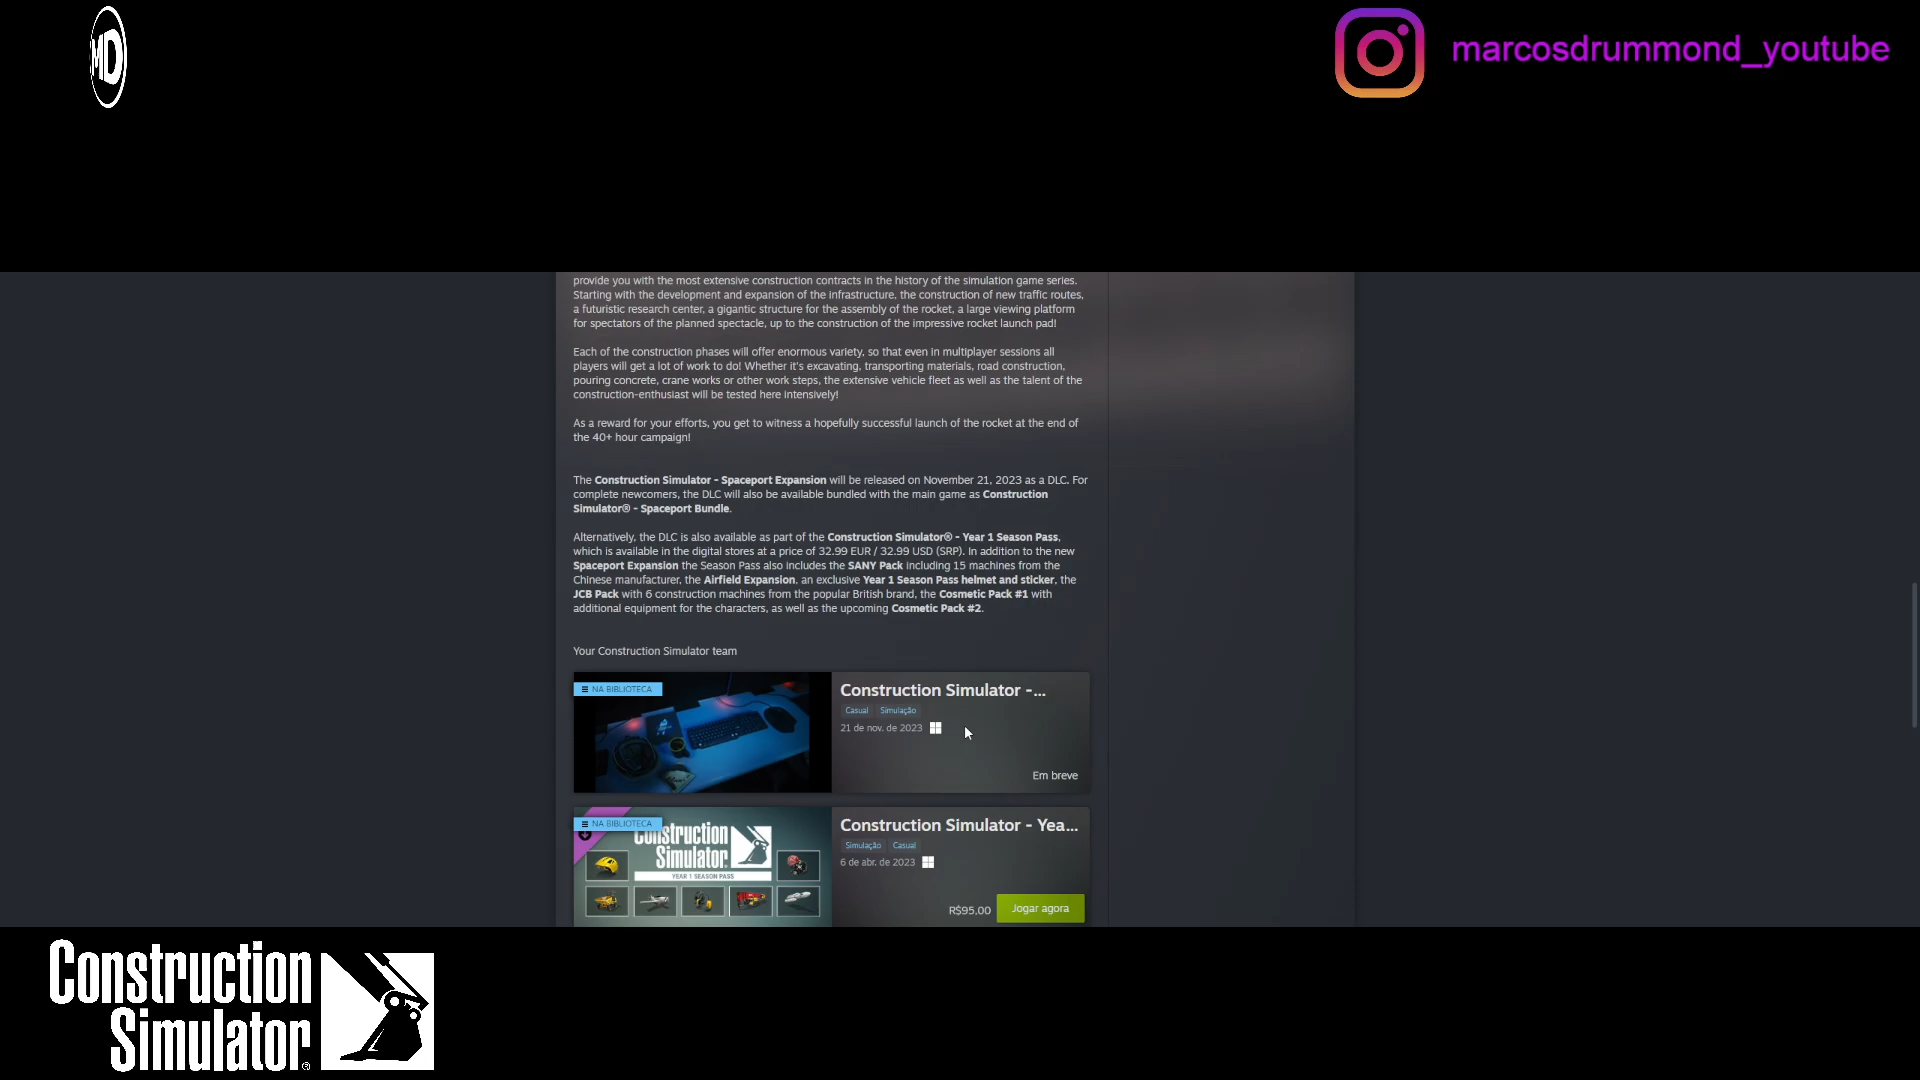 MD
marcosdrummond_youtube
provide you with the most extensive construction contracts in the history of the simulation game series.
Starting with the development and expansion of the infrastructure, the construction of new traffic routes,
a futuristic research center, a gigantic structure for the assembly of the rocket, a large viewing platform
for spectators of the planned spectacle, up to the construction of the impressive rocket launch pad!
Each of the construction phases will offer enormous variety, so that even in multiplayer sessions all
players will get a lot of work to do! Whether it's excavating, transporting materials, road construction,
pouring concrete, crane works or other work steps, the extensive vehicle fleet as well as the talent of the
construction-enthusiast will be tested here intensively!
As a reward for your efforts, you get to witness a hopefully successful launch of the rocket at the end of
the 40+ hour campaign!
The Construction Simulator - Spaceport Expansion will be released on November 21, 2023 as a DLC. For
complete newcomers, the DLC will also be available bundled with the main game as Construction
Simulator® - Spaceport Bundle.
Alternatively, the DLC is also available as part of the Construction Simulator® - Year 1 Season Pass,
which is available in the digital stores at a price of 32.99 EUR / 32.99 USD (SRP). In addition to the new
Spaceport Expansion the Season Pass also includes the SANY Pack including 15 machines from the
Chinese manufacturer, the Airfield Expansion, an exclusive Year 1 Season Pass helmet and sticker, the
JCB Pack with 6 construction machines from the popular British brand, the Cosmetic Pack #1 with
additional equipment for the characters, as well as the upcoming Cosmetic Pack #2.
Your Construction Simulator team
NA BIBLIOTECA
Construction Simulator -...
Casual Simulação
21 de nov. de 2023
Em breve
NA BIBLIOTECA
Construction
Simulator
YEAR 1 SEASON PASS
Construction Simulator - Yea...
Simulação Casual
6 de abr. de 2023
R$95,00 Jogar agora
Construction
Simulator®